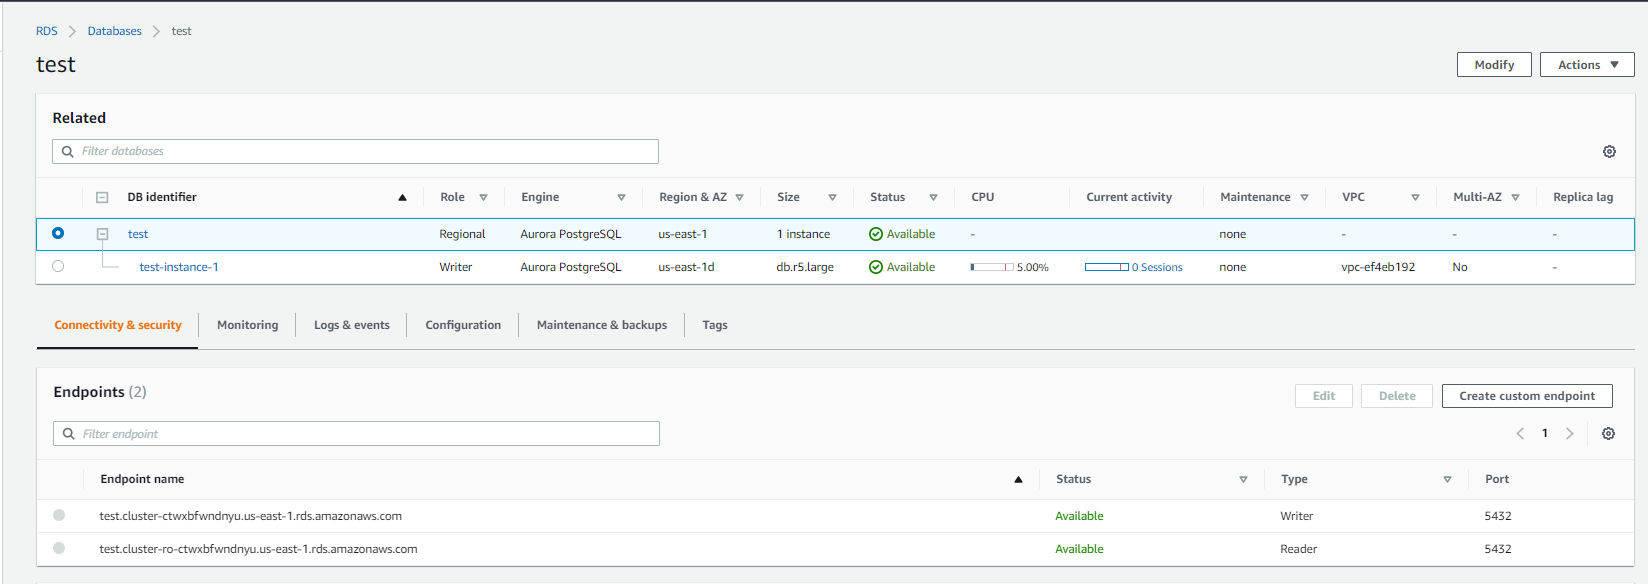 RDS > Databases > test
test
Modify Actions ▼
Related
Filter databases
DB identifier ▲ Role ▽ Engine ▽ Region & AZ ▽ Size ▽ Status ▽ CPU Current activity Maintenance ▽ VPC ▽ Multi-AZ ▽ Replica lag
test Regional Aurora PostgreSQL us-east-1 1 instance Available - none - - -
test-instance-1 Writer Aurora PostgreSQL us-east-1d db.r5.large Available 5.00% 0 Sessions none vpc-ef4eb192 No -
Connectivity & security Monitoring Logs & events Configuration Maintenance & backups Tags
Endpoints (2)
Edit Delete Create custom endpoint
Filter endpoint
< 1 >
Endpoint name ▲ Status ▽ Type ▽ Port
test.cluster-ctwxbfwndnyu.us-east-1.rds.amazonaws.com Available Writer 5432
test.cluster-ro-ctwxbfwndnyu.us-east-1.rds.amazonaws.com Available Reader 5432